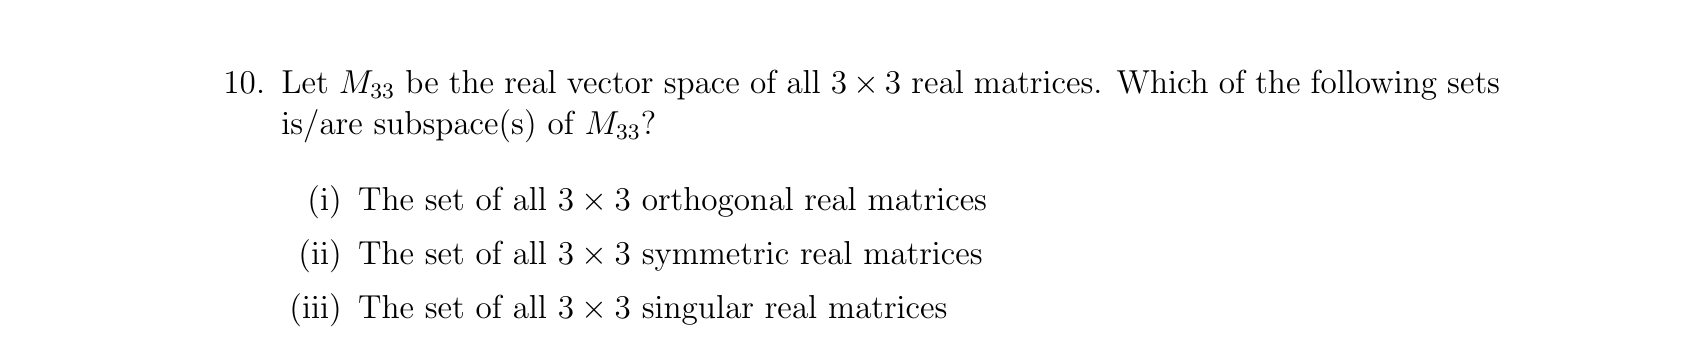 10. Let M₃₃ be the real vector space of all 3 × 3 real matrices. Which of the following sets
is/are subspace(s) of M₃₃?
(i) The set of all 3 × 3 orthogonal real matrices
(ii) The set of all 3 × 3 symmetric real matrices
(iii) The set of all 3 × 3 singular real matrices